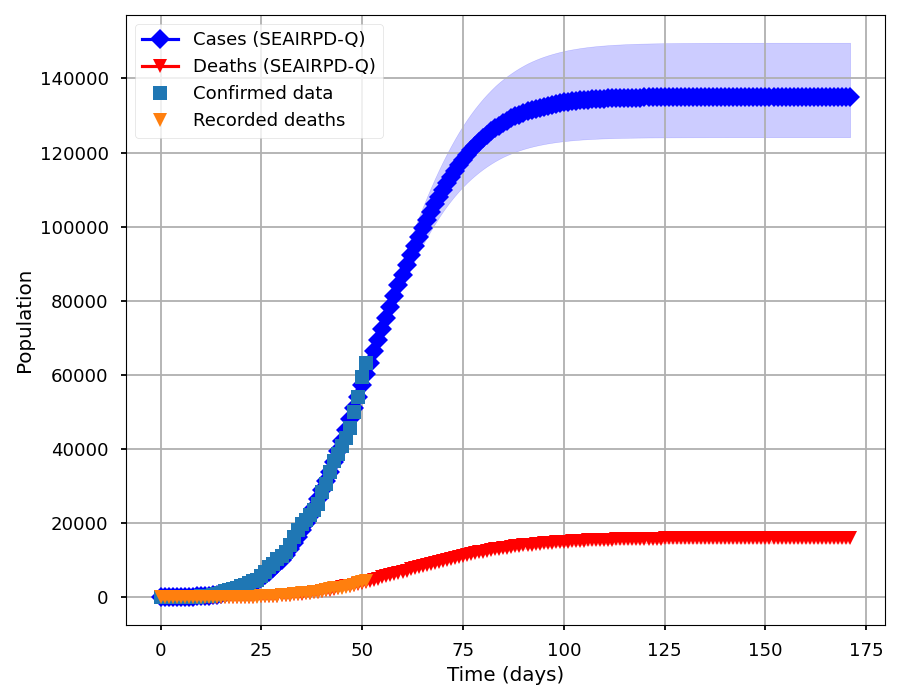 Cases (SEAIRPD-Q)
Deaths (SEAIRPD-Q)
Confirmed data
Recorded deaths
140000
120000
100000
80000
60000
40000
20000
0
Population
0 25 50 75 100 125 150 175
Time (days)